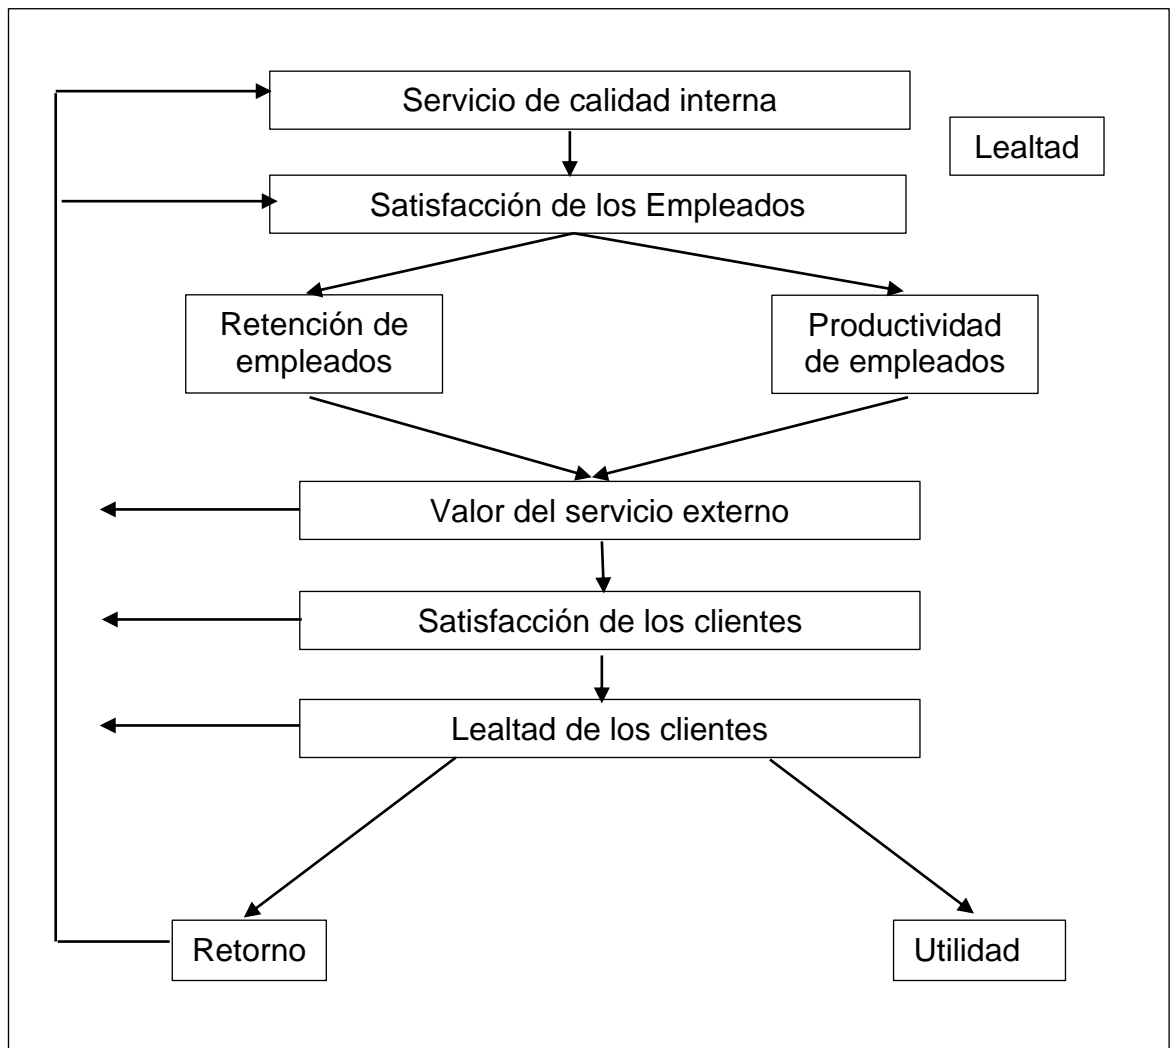 Servicio de calidad interna
Lealtad
Satisfacción de los Empleados
Retención de
empleados
Productividad
de empleados
Valor del servicio externo
Satisfacción de los clientes
Lealtad de los clientes
Retorno
Utilidad